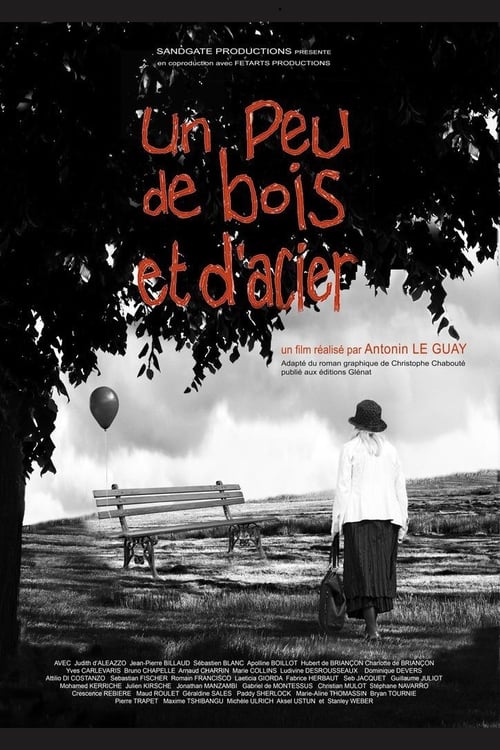 SANDGATE PRODUCTIONS PRESENTE
en coproduction avec FETARTS PRODUCTIONS
un peu
de bois
et d'acier
un film réalisé par Antonin LE GUAY
Adapté du roman graphique de Christophe Chabouté
publié aux éditions Glénat
AVEC Judith d'ALEAZZO Jean-Pierre BILLAUD Sébastien BLANC Apolline BOILLOT Hubert de BRIANÇON Charlotte de BRIANÇON
Yves CARLEVARIS Bruno CHAPELLE Arnaud CHARRIN Marie COLLINS Ludivine DESROUSSEAUX Dominique DEVERS
Attilio DI COSTANZO Sebastian FISCHER Romain FRANCISCO Laeticia GIORDA Fabrice HERBAUT Seb JACQUET Guillaume JULIOT
Mohamed KERRICHE Julien KIRSCHE Jonathan MANZAMBI Gabriel de MONTESSUS Christian MULOT Stéphane NAVARRO
Crescence REBIERE Maud ROULET Géraldine SALES Paddy SHERLOCK Marie-Aline THOMASSIN Bryan TOURNIE
Pierre TRAPET Maxime TSHIBANGU Michèle ULRICH Aksel USTUN et Stanley WEBER